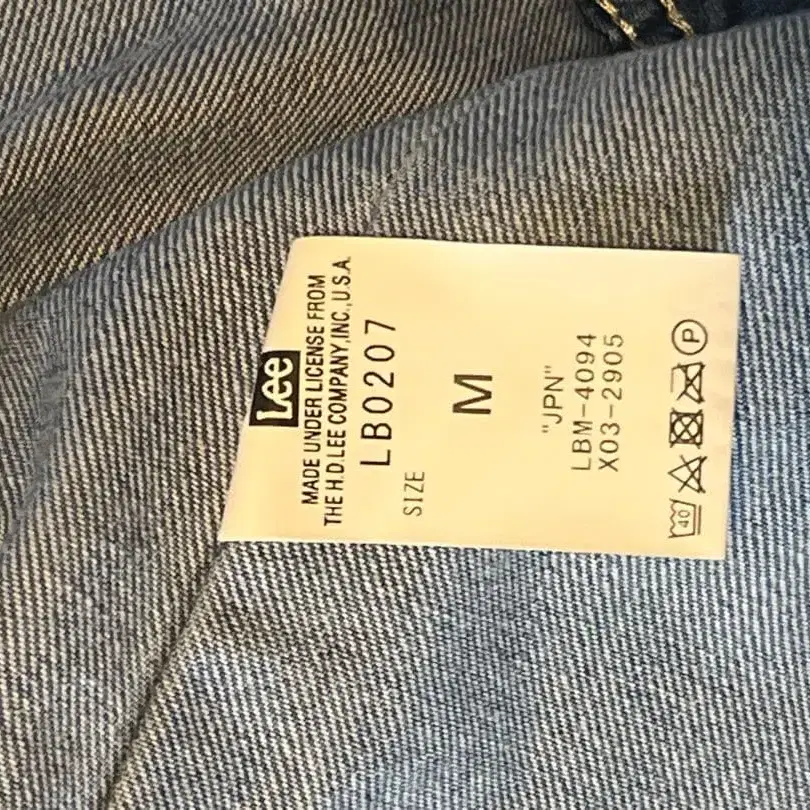 Lee
MADE UNDER LICENSE FROM
THE H.D.LEE COMPANY,INC.,U.S.A.
LB0207
SIZE
M
"JPN"
LBM-4094
X03-2905
40 P